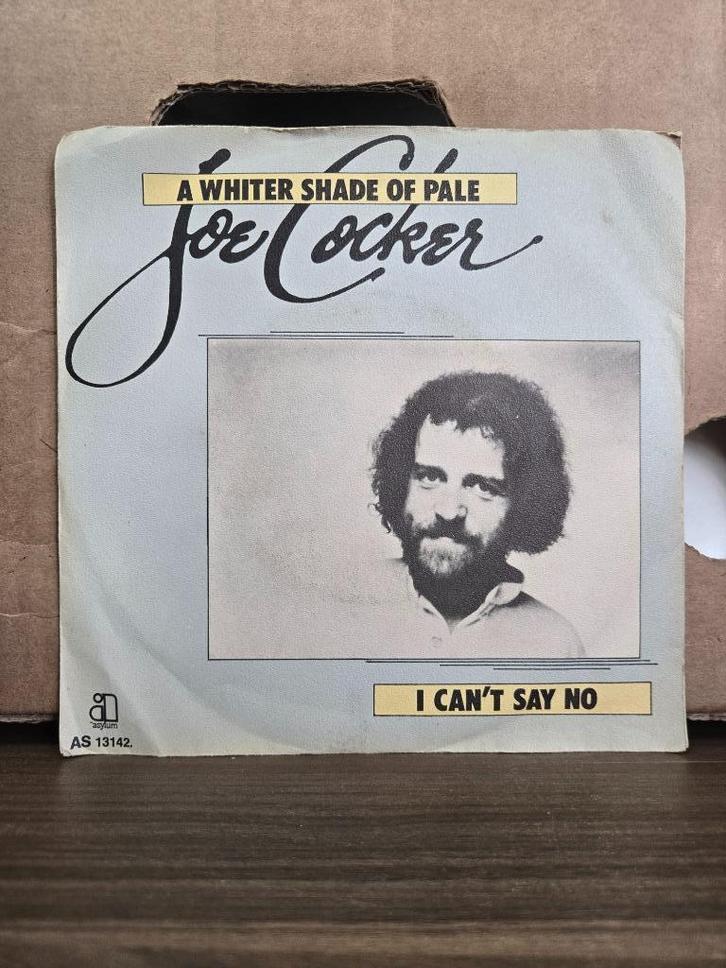 A WHITER SHADE OF PALE
Joe Cocker
I CAN'T SAY NO
asylum
AS 13142.